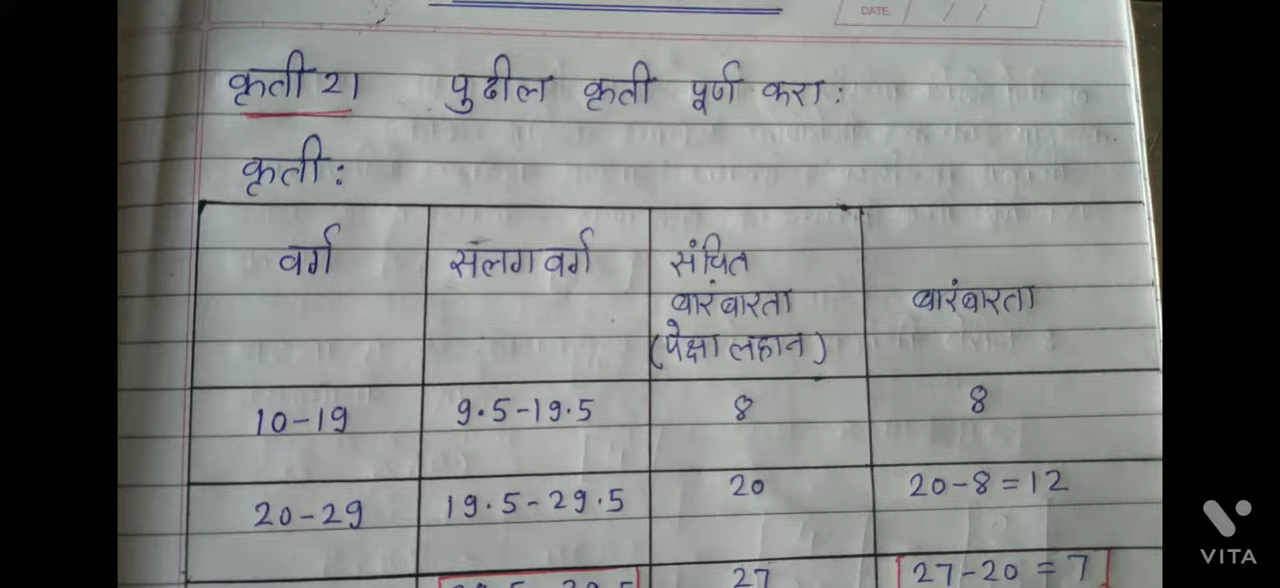 DATE / /
कृती 2। पुढील कृती पूर्ण करा:
कृती:
वर्ग सलग वर्ग संचित बारंबारता (पेक्षा लहान) बारंबारता
10-19 9.5-19.5 8 8
20-29 19.5-29.5 20 20-8=12
27 27-20=7
VITA